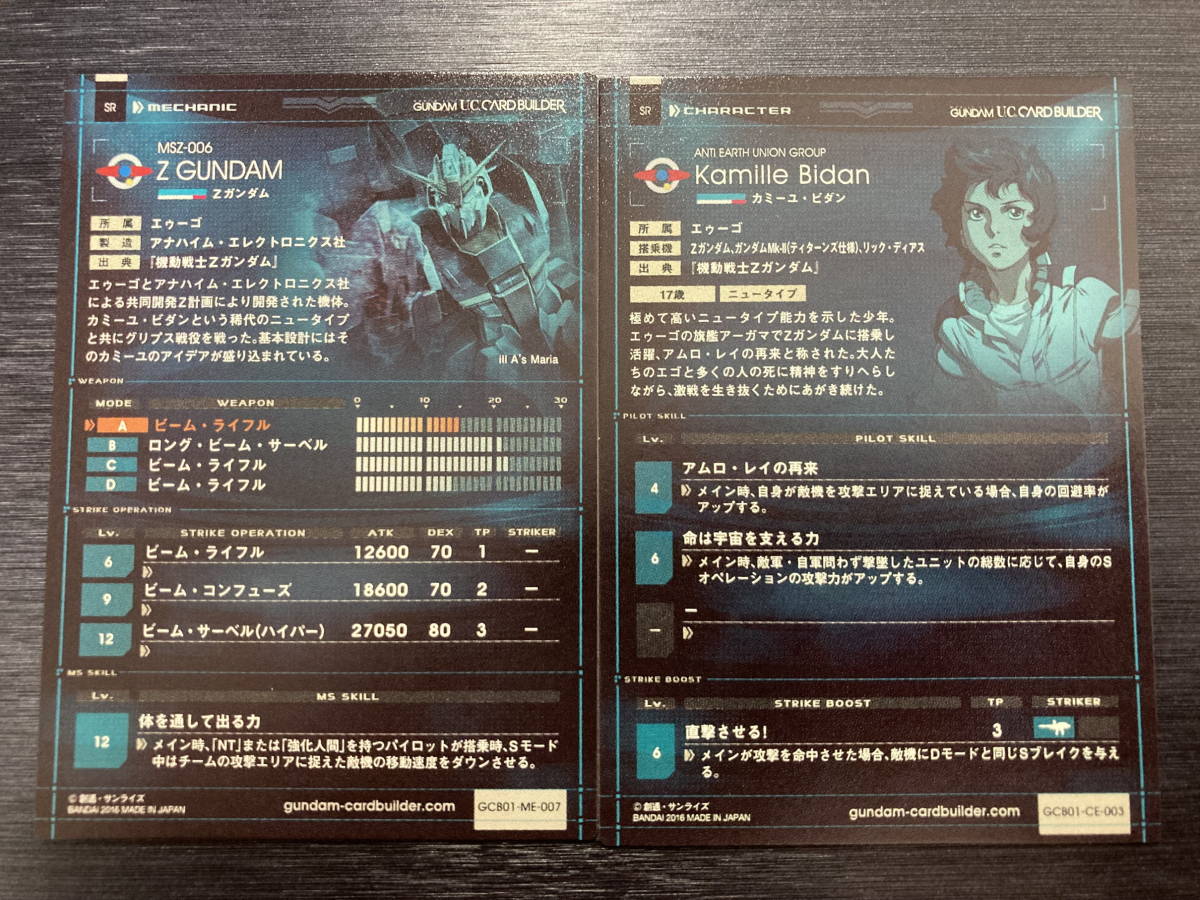 SR
MECHANIC
GUNDAM U.C. CARD BUILDER
MSZ-006
Z GUNDAM
Zガンダム
所属 エゥーゴ
製造 アナハイム・エレクトロニクス社
出典 『機動戦士Zガンダム』
エゥーゴとアナハイム・エレクトロニクス社
による共同開発Z計画により開発された機体。
カミーユ・ビダンという稀代のニュータイプ
と共にグリプス戦役を戦った。基本設計にはそ
のカミーユのアイデアが盛り込まれている。
ill A's Maria
WEAPON
MODE WEAPON 0 10 20 30
A ビーム・ライフル
B ロング・ビーム・サーベル
C ビーム・ライフル
D ビーム・ライフル
STRIKE OPERATION
Lv. STRIKE OPERATION ATK DEX TP STRIKER
6 ビーム・ライフル 12600 70 1 ー
9 ビーム・コンフューズ 18600 70 2 ー
12 ビーム・サーベル(ハイパー) 27050 80 3 ー
MS SKILL
Lv. MS SKILL
12 体を通して出る力
メイン時、「NT」または「強化人間」を持つパイロットが搭乗時、Sモード
中はチームの攻撃エリアに捉えた敵機の移動速度をダウンさせる。
© 創通・サンライズ
BANDAI 2016 MADE IN JAPAN
gundam-cardbuilder.com
GCB01-ME-007
SR
CHARACTER
GUNDAM U.C. CARD BUILDER
ANTI EARTH UNION GROUP
Kamille Bidan
カミーユ・ビダン
所属 エゥーゴ
搭乗機 Zガンダム、ガンダムMk-II(ティターンズ仕様)、リック・ディアス
出典 『機動戦士Zガンダム』
17歳 ニュータイプ
極めて高いニュータイプ能力を示した少年。
エゥーゴの旗艦アーガマでZガンダムに搭乗し
活躍、アムロ・レイの再来と称された。大人た
ちのエゴと多くの人の死に精神をすりへらし
ながら、激戦を生き抜くためにあがき続けた。
PILOT SKILL
Lv. PILOT SKILL
4 アムロ・レイの再来
メイン時、自身が敵機を攻撃エリアに捉えている場合、自身の回避率が
アップする。
6 命は宇宙を支える力
メイン時、敵軍・自軍問わず撃墜したユニットの総数に応じて、自身のS
オペレーションの攻撃力がアップする。
ー ー
STRIKE BOOST
Lv. STRIKE BOOST TP STRIKER
6 直撃させる! 3
メインが攻撃を命中させた場合、敵機にDモードと同じSブレイクを与え
る。
© 創通・サンライズ
BANDAI 2016 MADE IN JAPAN
gundam-cardbuilder.com
GCB01-CE-003